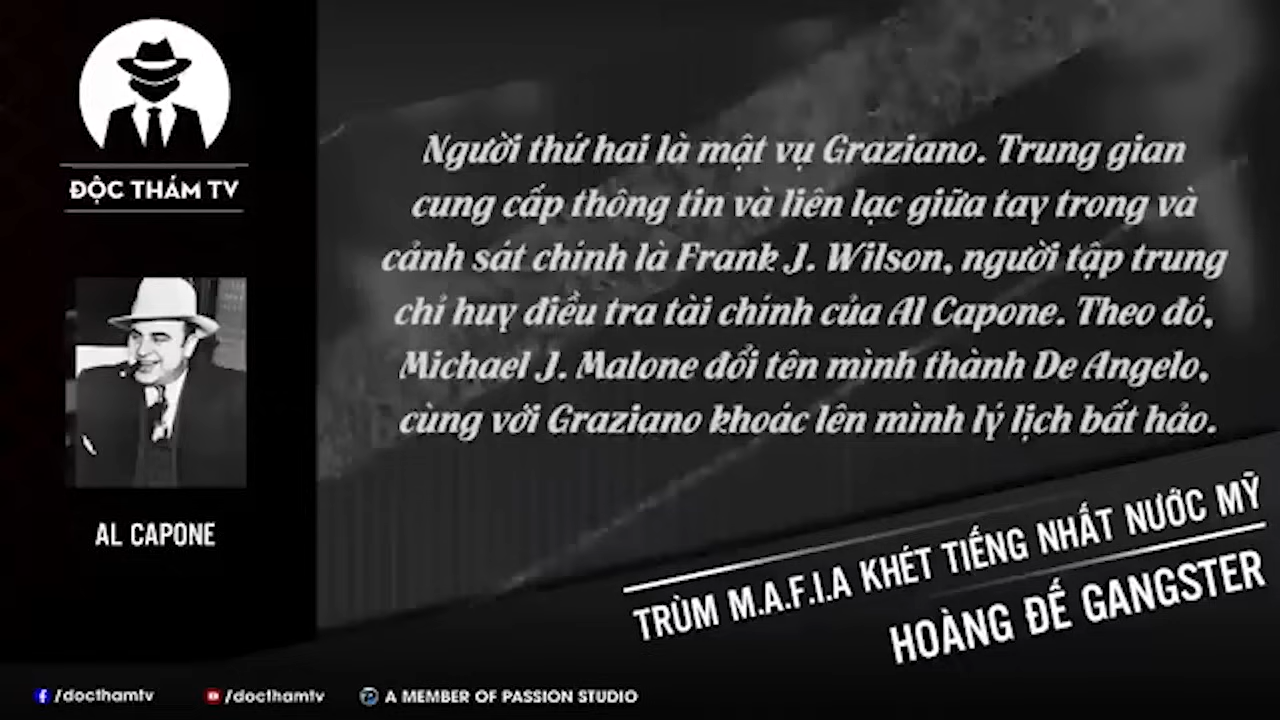 ĐỘC THÁM TV
AL CAPONE
Người thứ hai là mật vụ Graziano. Trung gian
cung cấp thông tin và liên lạc giữa tay trong và
cảnh sát chính là Frank J. Wilson, người tập trung
chỉ huy điều tra tài chính của Al Capone. Theo đó,
Michael J. Malone đổi tên mình thành De Angelo,
cùng với Graziano khoác lên mình lý lịch bất hảo.
TRÙM M.A.F.I.A KHÉT TIẾNG NHẤT NƯỚC MỸ
HOÀNG ĐẾ GANGSTER
/docthamtv
/docthamtv
A MEMBER OF PASSION STUDIO